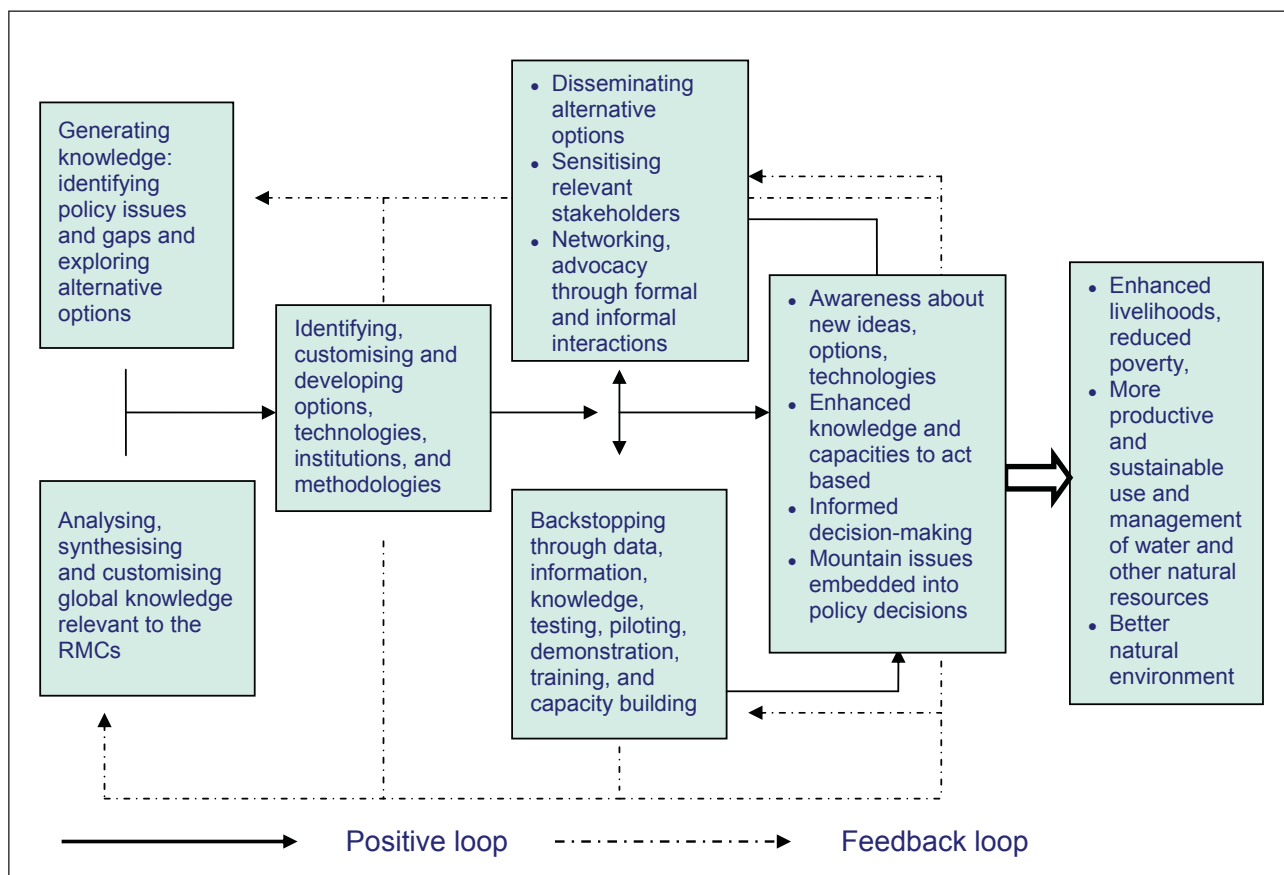 Generating
knowledge:
identifying
policy issues
and gaps and
exploring
alternative
options
Analysing,
synthesising
and customising
global knowledge
relevant to the
RMCs
Identifying,
customising and
developing
options,
technologies,
institutions, and
methodologies
• Disseminating
alternative
options
• Sensitising
relevant
stakeholders
• Networking,
advocacy
through formal
and informal
interactions
Backstopping
through data,
information,
knowledge,
testing, piloting,
demonstration,
training, and
capacity building
• Awareness about
new ideas,
options,
technologies
• Enhanced
knowledge and
capacities to act
based
• Informed
decision-making
• Mountain issues
embedded into
policy decisions
• Enhanced
livelihoods,
reduced
poverty,
• More
productive
and
sustainable
use and
management
of water and
other natural
resources
• Better
natural
environment
Positive loop
Feedback loop